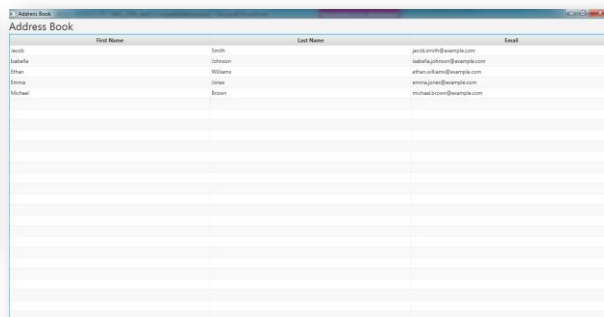 Address Book
Address Book
First Name Last Name Email
Jacob Smith jacob.smith@example.com
Isabella Johnson isabella.johnson@example.com
Ethan Williams ethan.williams@example.com
Emma Jones emma.jones@example.com
Michael Brown michael.brown@example.com